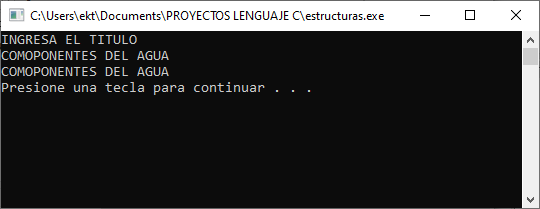 C:\Users\ekt\Documents\PROYECTOS LENGUAJE C\estructuras.exe
INGRESA EL TITULO
COMOPONENTES DEL AGUA
COMOPONENTES DEL AGUA
Presione una tecla para continuar . . .